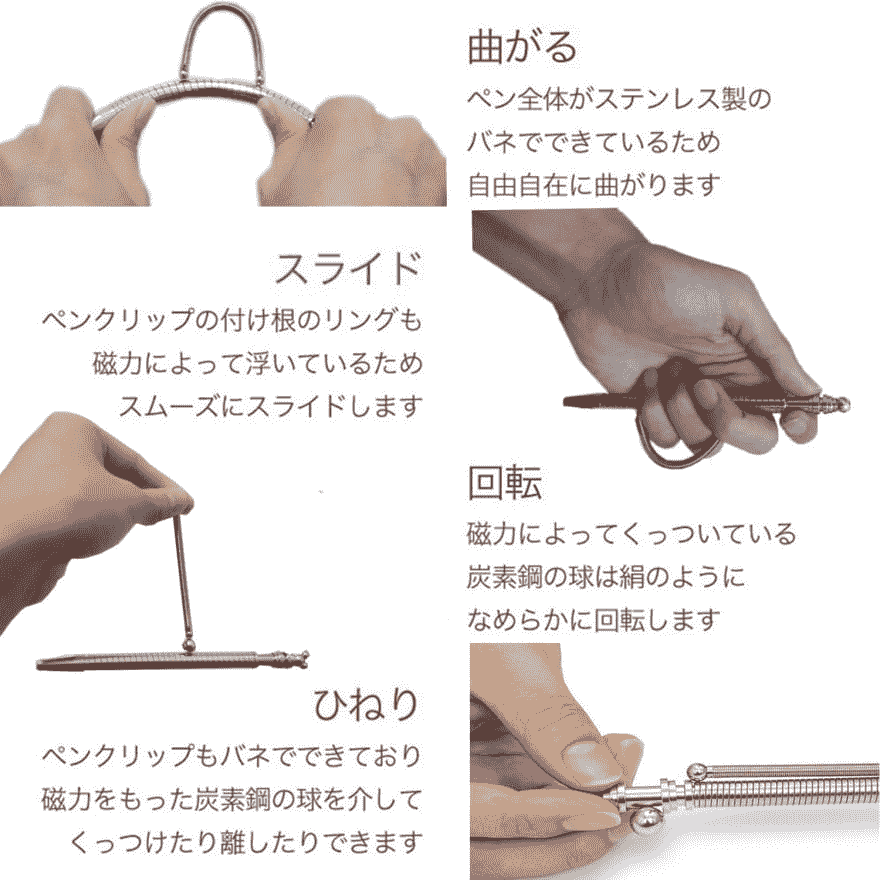 曲がる
ペン全体がステンレス製の
バネでできているため
自由自在に曲がります
スライド
ペンクリップの付け根のリングも
磁力によって浮いているため
スムーズにスライドします
回転
磁力によってくっついている
炭素鋼の球は絹のように
なめらかに回転します
ひねり
ペンクリップもバネでできており
磁力をもった炭素鋼の球を介して
くっつけたり離したりできます